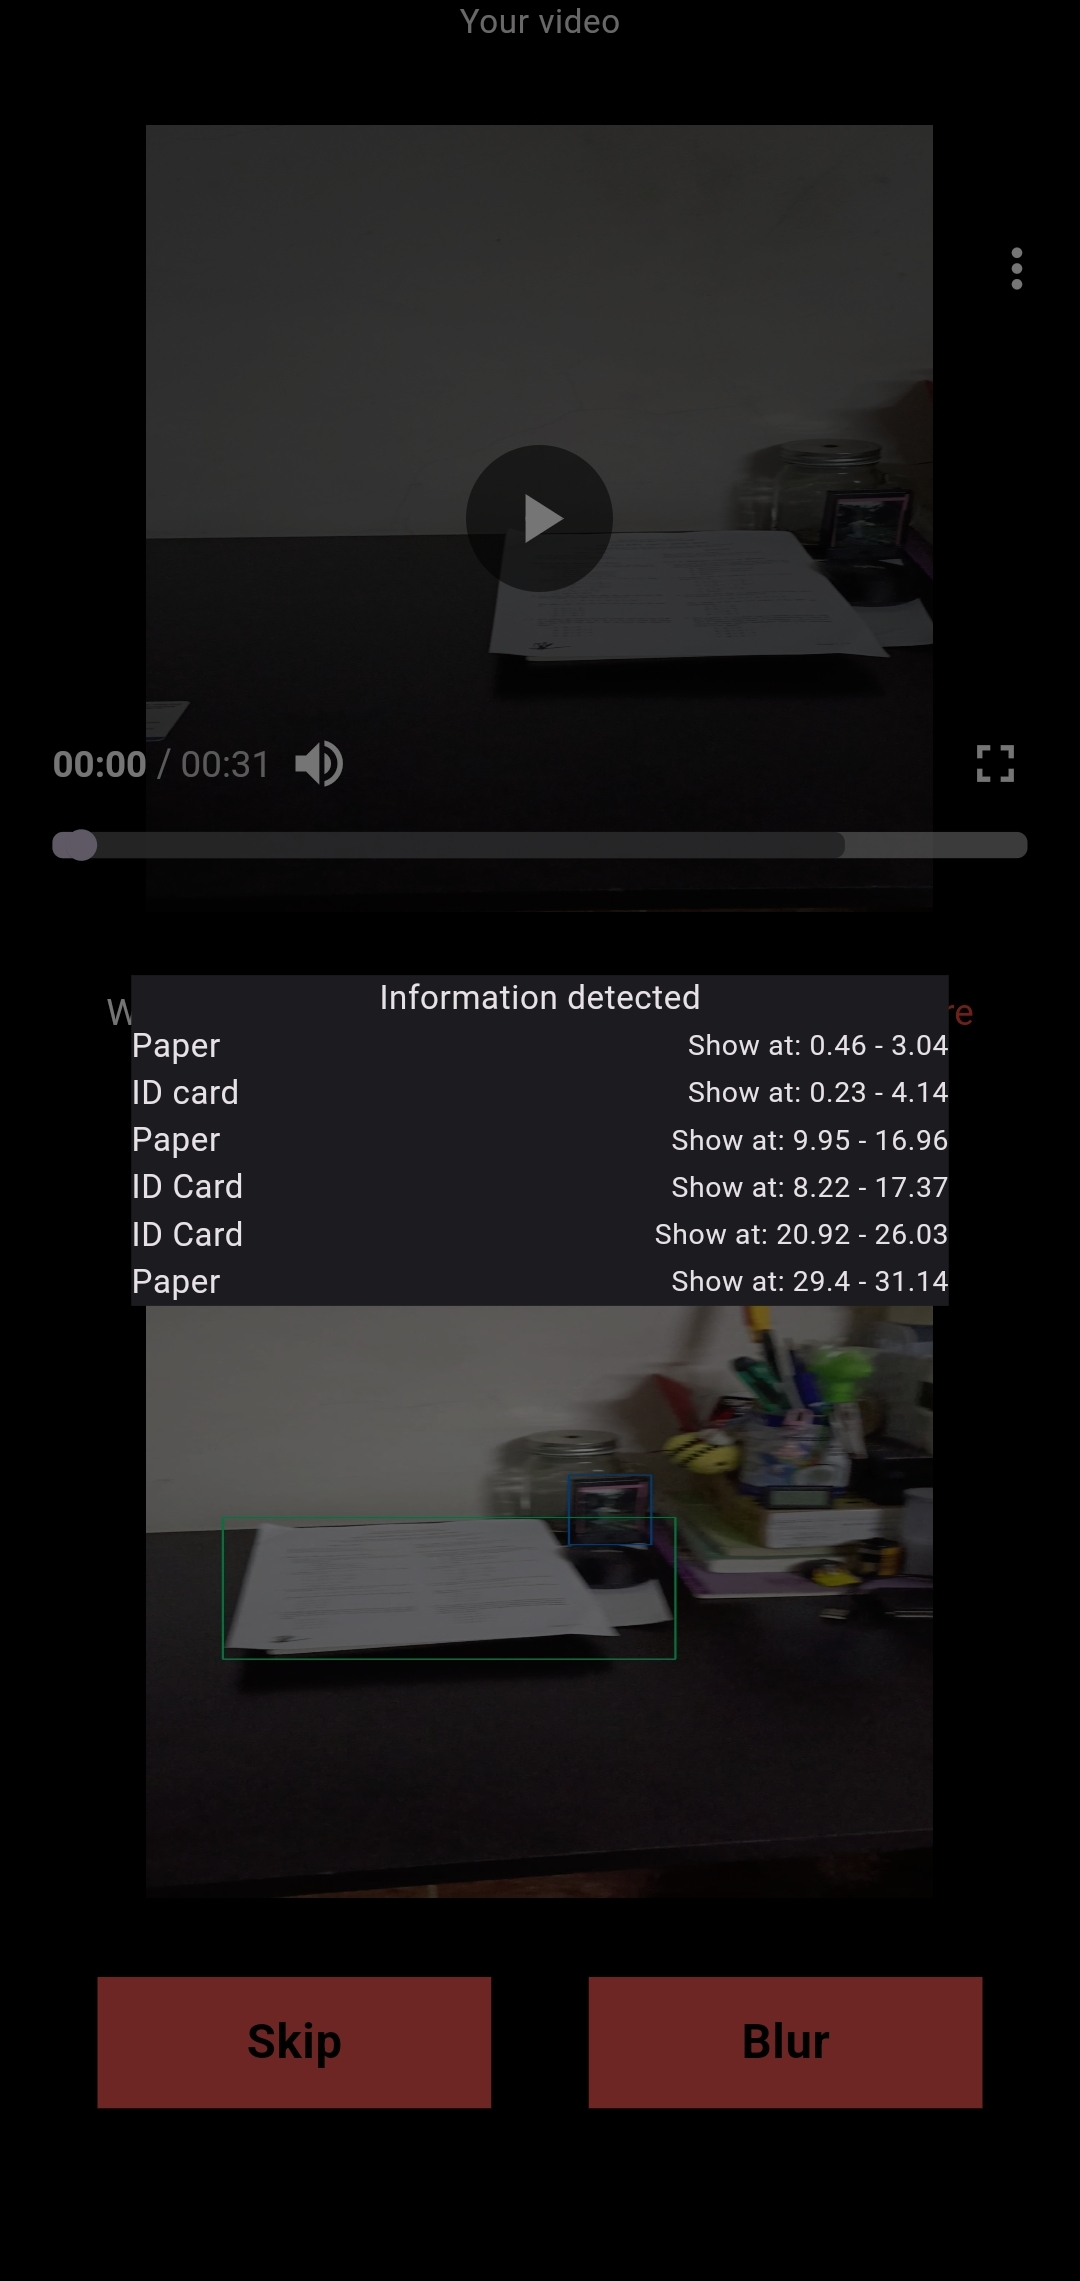 Your video
00:00 / 00:31
Information detected
Paper Show at: 0.46 - 3.04
ID card Show at: 0.23 - 4.14
Paper Show at: 9.95 - 16.96
ID Card Show at: 8.22 - 17.37
ID Card Show at: 20.92 - 26.03
Paper Show at: 29.4 - 31.14
Skip
Blur